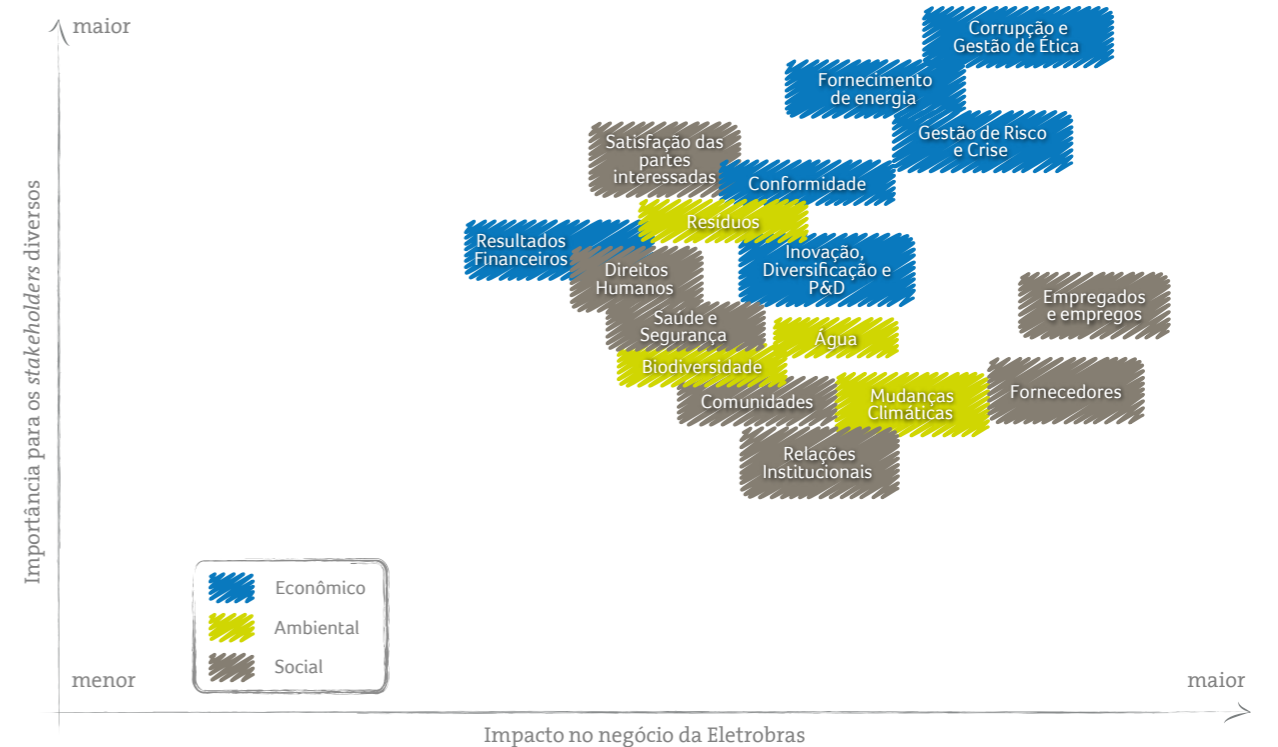 maior
Importância para os stakeholders diversos
Corrupção e
Gestão de Ética
Fornecimento
de energia
Gestão de Risco
e Crise
Satisfação das
partes
interessadas
Conformidade
Resíduos
Resultados
Financeiros
Inovação,
Diversificação e
P&D
Direitos
Humanos
Empregados
e empregos
Saúde e
Segurança
Água
Biodiversidade
Comunidades
Mudanças
Climáticas
Fornecedores
Relações
Institucionais
Econômico
Ambiental
Social
menor
maior
Impacto no negócio da Eletrobras